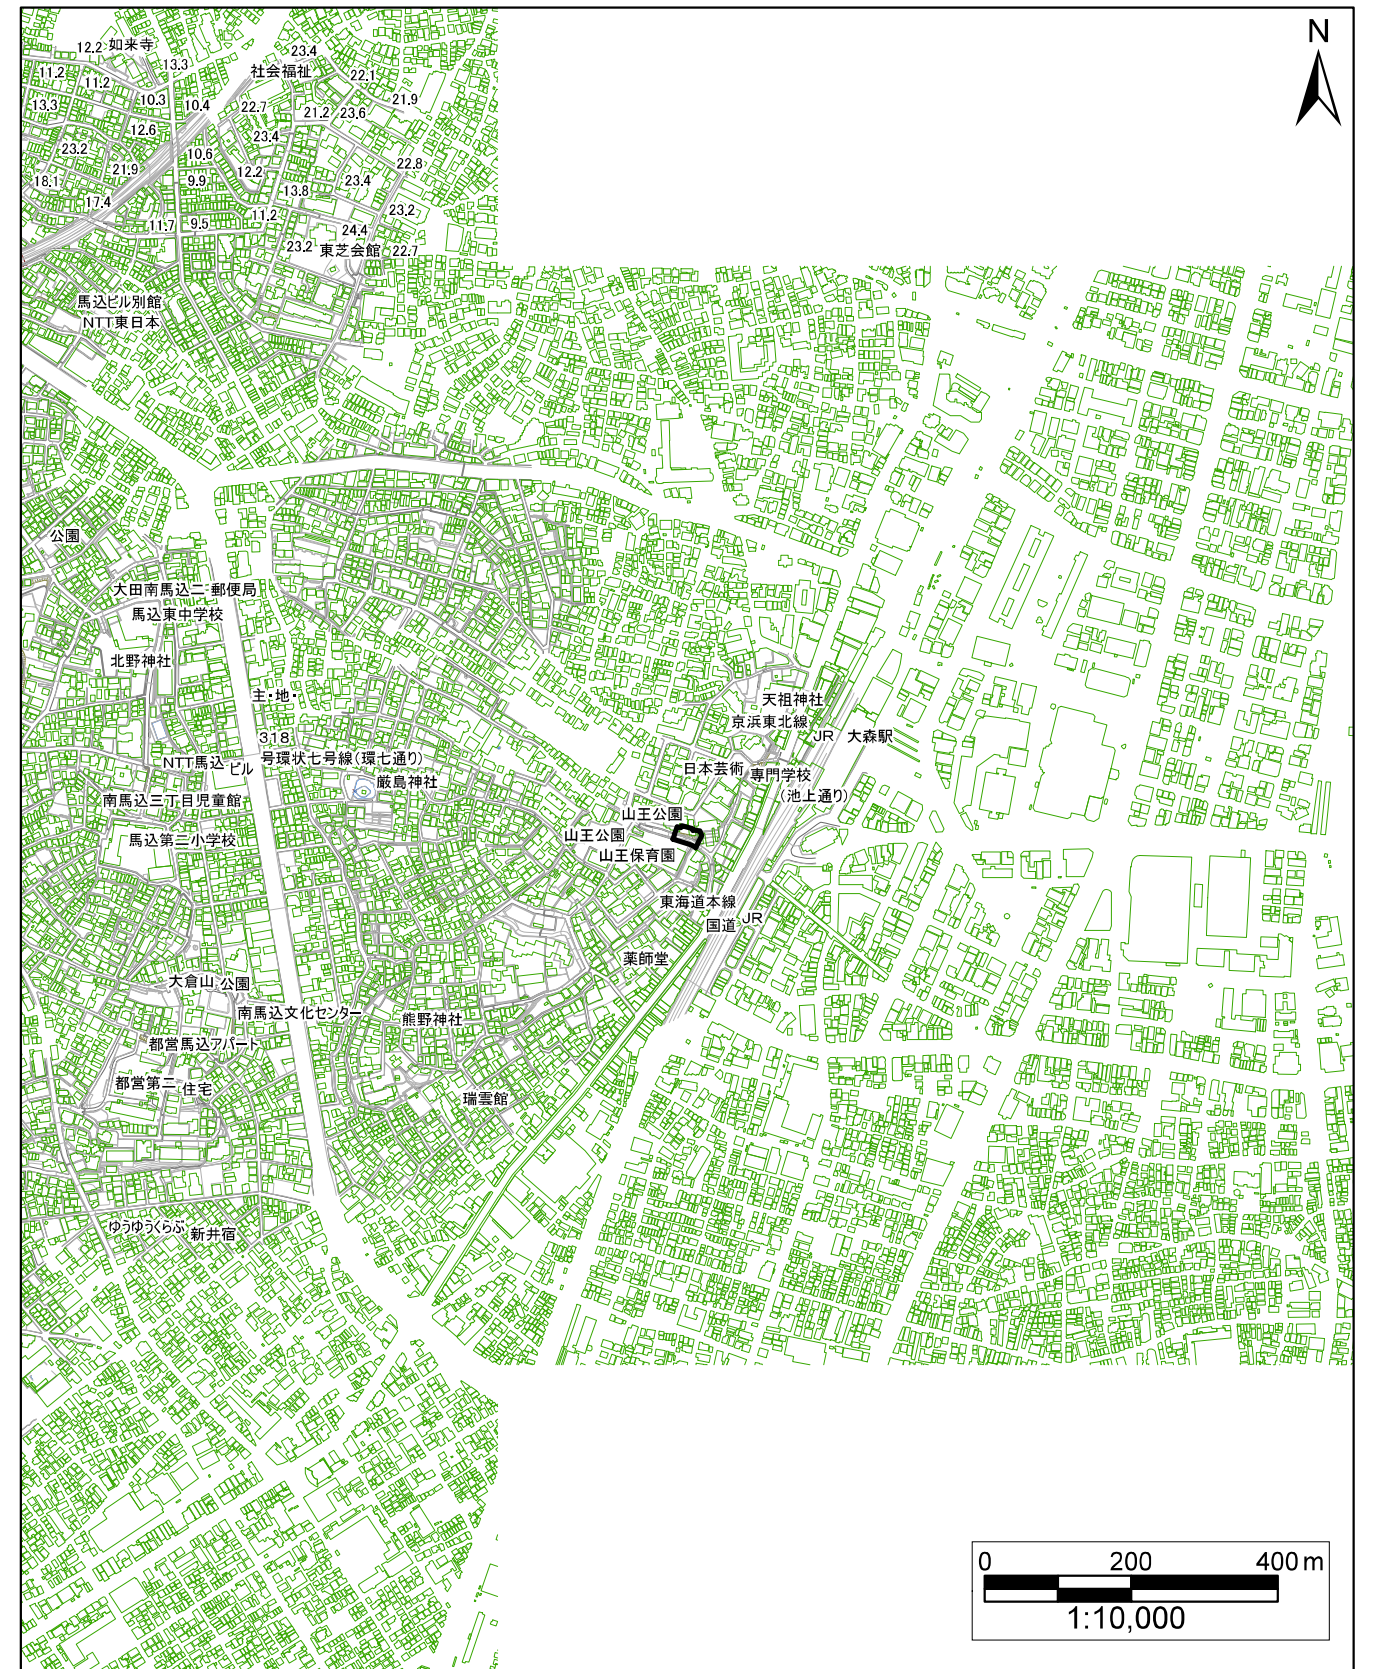 N
23.4
12.2 如来寺
13.3
社会福祉
22.1
11.2
11.2
10.3
10.4
22.7
21.9
13.3
21.2
23.6
12.6
23.4
23.2
10.6
22.8
21.9
12.2
18.1
9.9
13.8
23.4
17.4
11.2
23.2
11.7
9.5
24.4
23.2
東芝会館
22.7
馬込ビル別館
NTT東日本
公園
大田南馬込二 郵便局
馬込東中学校
北野神社
主・地・
天祖神社
京浜東北線
318
JR
大森駅
号環状七号線(環七通り)
NTT馬込
ビル
日本芸術
専門学校
厳島神社
(池上通り)
南馬込三丁目児童館
山王公園
山王公園
馬込第二小学校
山王保育園
東海道本線
国道
JR
薬師堂
大倉山
公園
南馬込文化センター
熊野神社
都営馬込アパート
都営第二
住宅
瑞雲館
ゆうゆうくらぶ
新井宿
0 200 400m
1:10,000